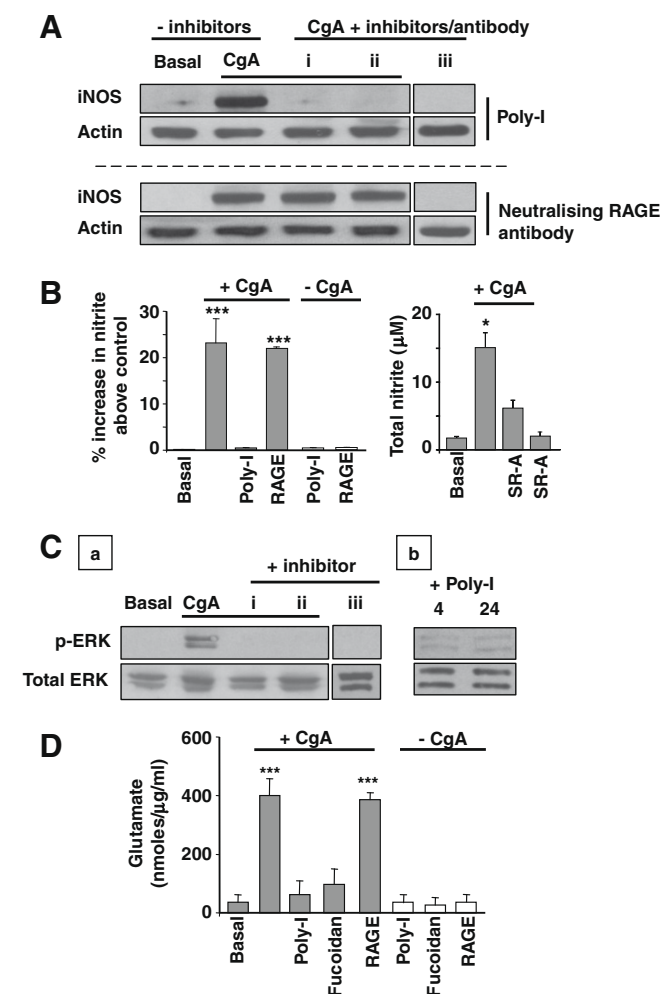 A
- inhibitors
CgA + inhibitors/antibody
Basal CgA i ii iii
iNOS
Actin
Poly-I
iNOS
Actin
Neutralising RAGE
antibody
B
% increase in nitrite
above control
30
20
10
0
+ CgA
- CgA
***
***
Basal
Poly-I
RAGE
Poly-I
RAGE
Total nitrite (µM)
20
10
0
+ CgA
*
Basal
SR-A
SR-A
C
a
+ inhibitor
Basal CgA i ii iii
p-ERK
Total ERK
b
+ Poly-I
4 24
D
Glutamate
(nmoles/µg/ml)
600
400
200
0
+ CgA
- CgA
***
***
Basal
Poly-I
Fucoidan
RAGE
Poly-I
Fucoidan
RAGE